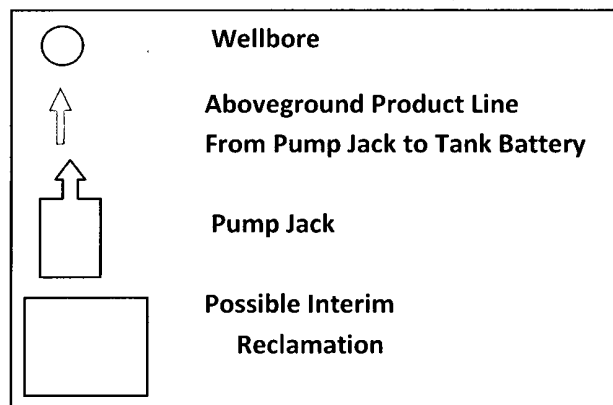 Wellbore
Aboveground Product Line
From Pump Jack to Tank Battery
Pump Jack
Possible Interim
Reclamation